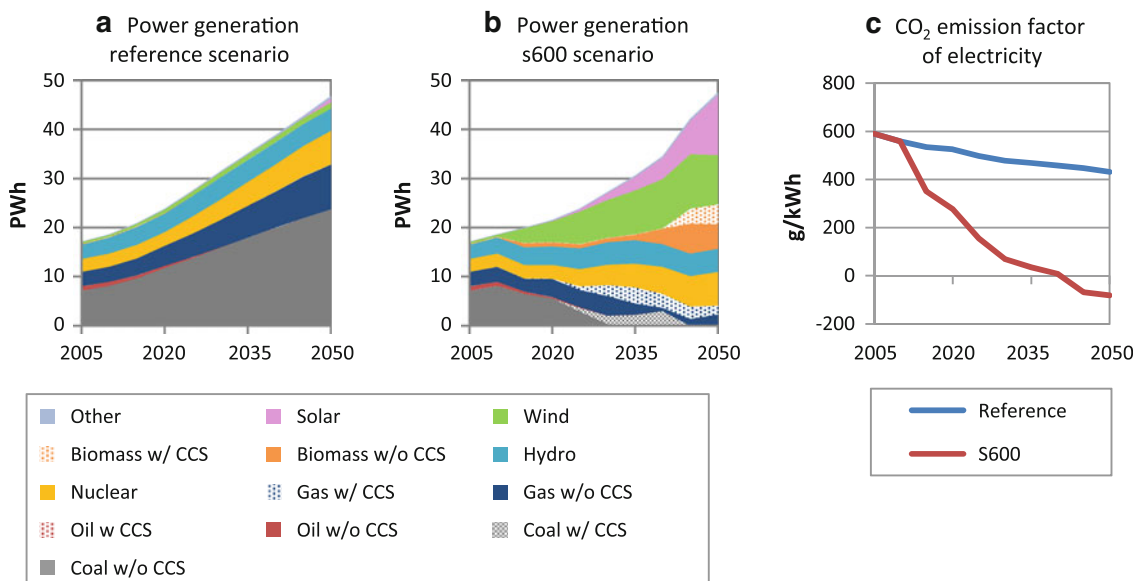 a Power generation
reference scenario
50
40
30
20
10
0
PWh
2005 2020 2035 2050
b Power generation
s600 scenario
50
40
30
20
10
0
PWh
2005 2020 2035 2050
c CO2 emission factor
of electricity
800
600
400
200
0
-200
g/kWh
2005 2020 2035 2050
Other Solar Wind
Biomass w/ CCS Biomass w/o CCS Hydro
Nuclear Gas w/ CCS Gas w/o CCS
Oil w CCS Oil w/o CCS Coal w/ CCS
Coal w/o CCS
Reference
S600